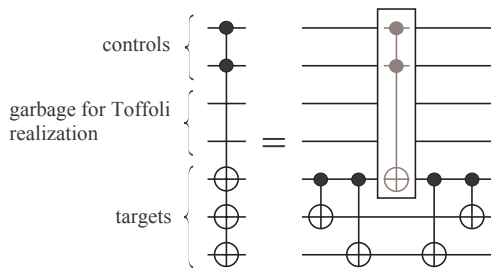 controls
garbage for Toffoli
realization
=
targets